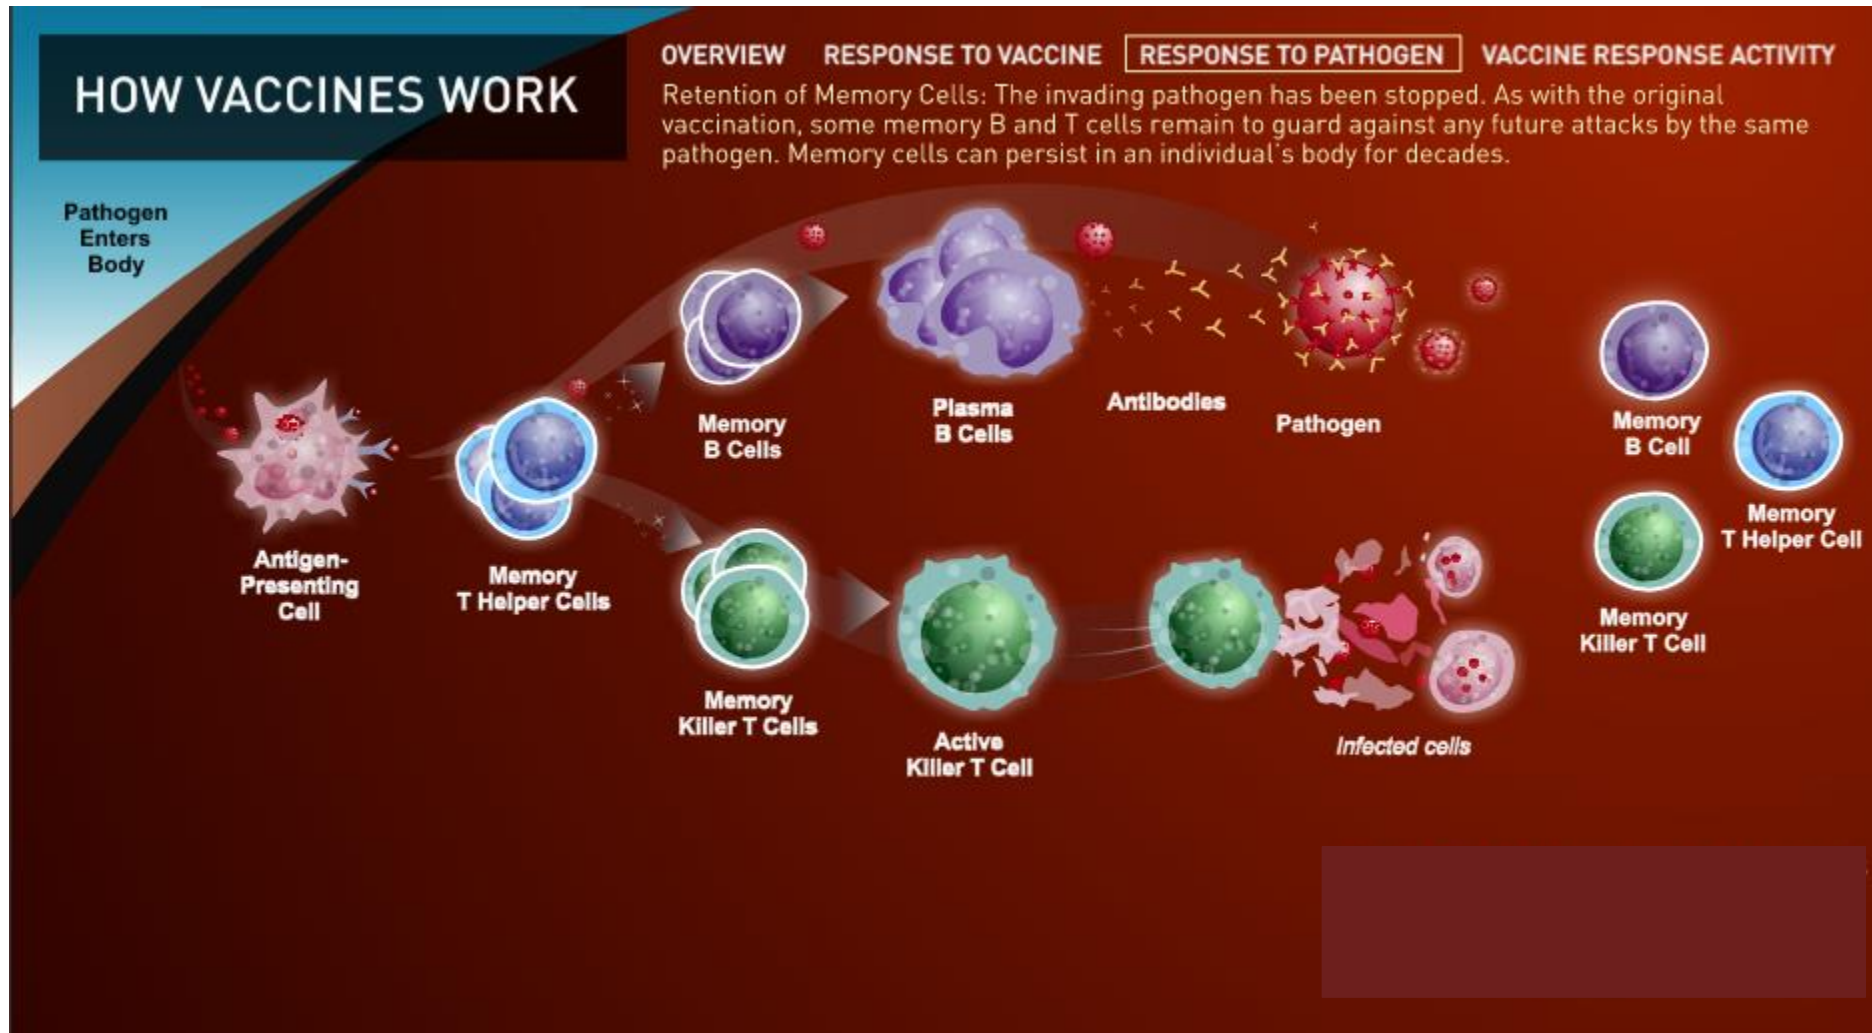 HOW VACCINES WORK
OVERVIEW RESPONSE TO VACCINE RESPONSE TO PATHOGEN VACCINE RESPONSE ACTIVITY
Retention of Memory Cells: The invading pathogen has been stopped. As with the original
vaccination, some memory B and T cells remain to guard against any future attacks by the same
pathogen. Memory cells can persist in an individual's body for decades.
Pathogen
Enters
Body
Antigen-
Presenting
Cell
Memory
T Helper Cells
Memory
B Cells
Plasma
B Cells
Antibodies
Pathogen
Memory
B Cell
Memory
T Helper Cell
Memory
Killer T Cell
Memory
Killer T Cells
Active
Killer T Cell
Infected cells